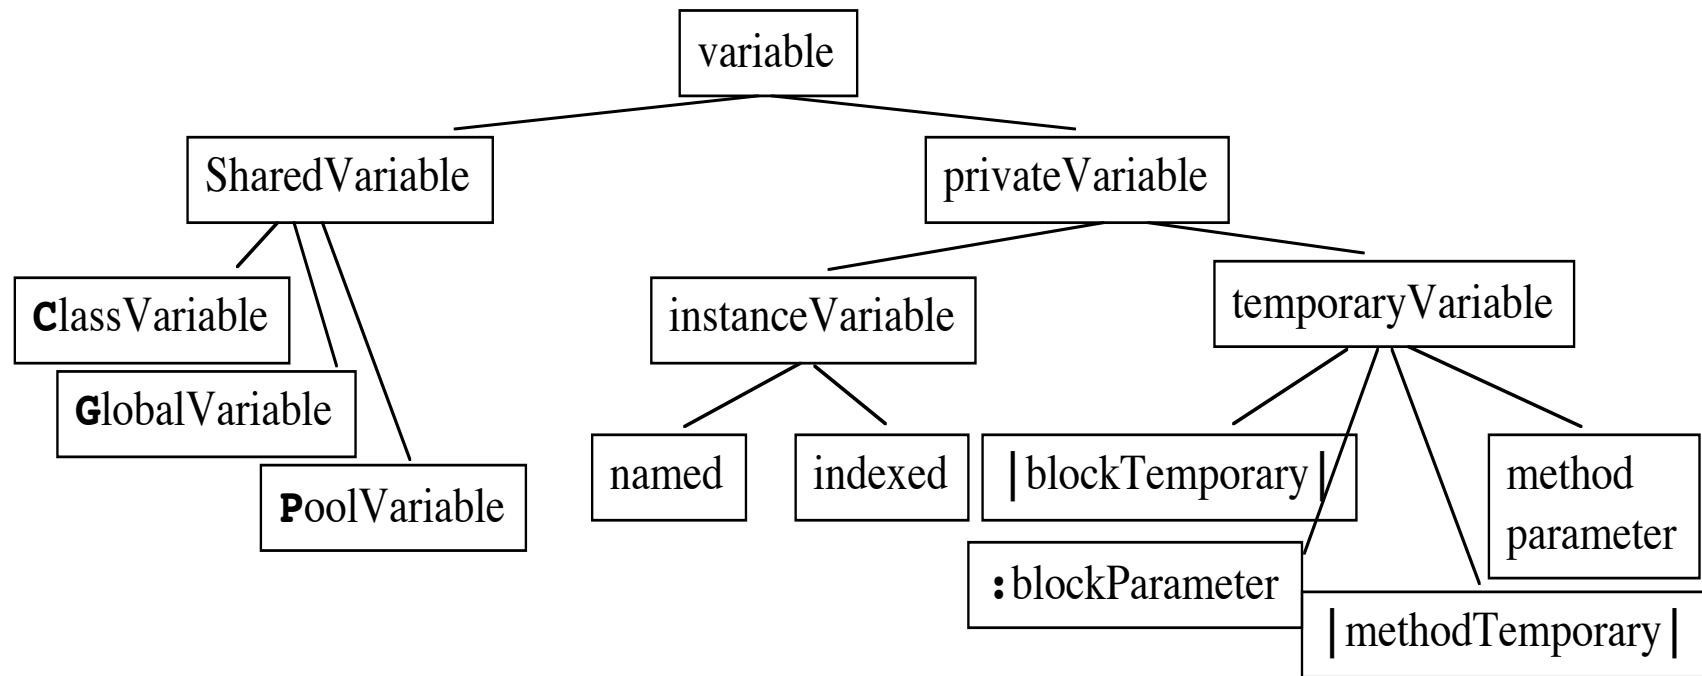 variable
SharedVariable
privateVariable
ClassVariable
instanceVariable
temporaryVariable
GlobalVariable
PoolVariable
named
indexed
|blockTemporary|
method
parameter
:blockParameter
|methodTemporary|